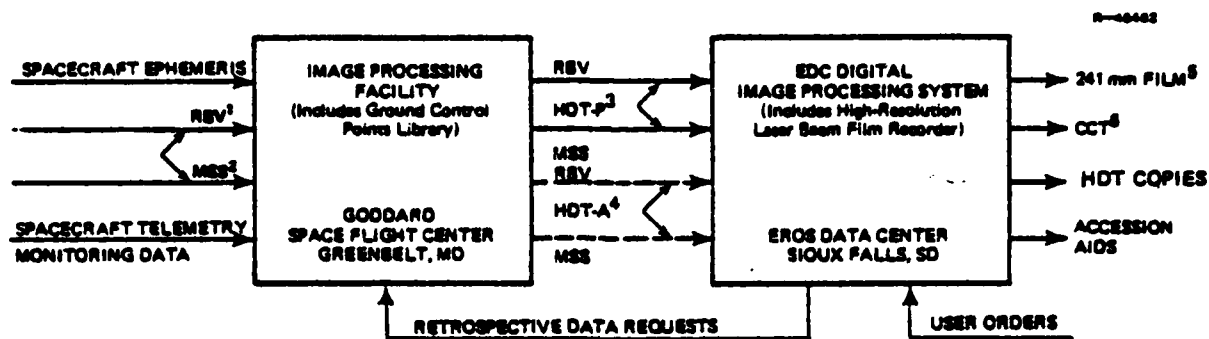 R-48462
SPACECRAFT EPHEMERIS
RBV1
MSS2
SPACECRAFT TELEMETRY
MONITORING DATA
IMAGE PROCESSING
FACILITY
(Includes Ground Control
Points Library)
GODDARD
SPACE FLIGHT CENTER
GREENBELT, MD
RBV
HDT-P3
MSS
RBV
HDT-A4
MSS
EDC DIGITAL
IMAGE PROCESSING SYSTEM
(Includes High-Resolution
Laser Beam Film Recorder)
EROS DATA CENTER
SIOUX FALLS, SD
241 mm FILM5
CCT6
HDT COPIES
ACCESSION
AIDS
RETROSPECTIVE DATA REQUESTS
USER ORDERS